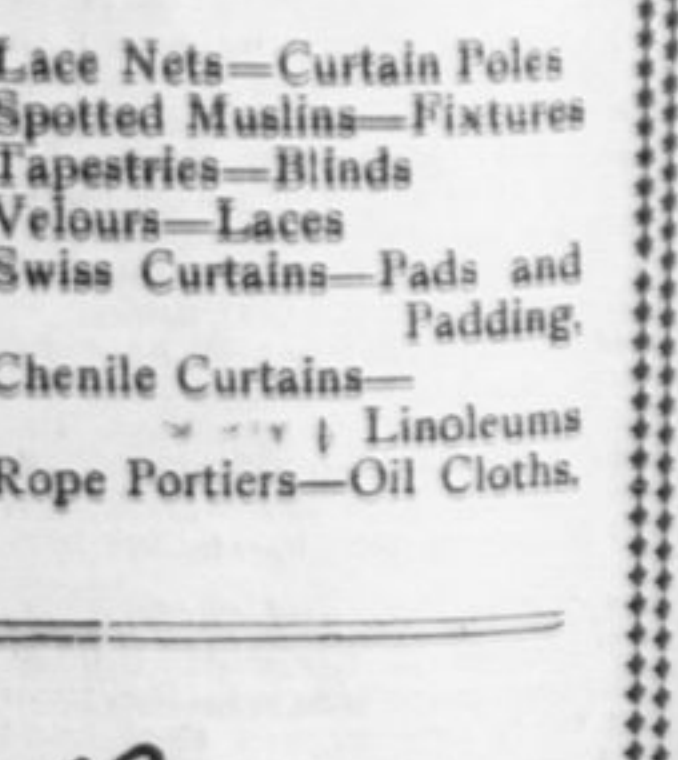 Lace Nets—Curtain Poles
Spotted Muslins—Fixtures
Tapestries—Blinds
Velours—Laces
Swiss Curtains—Pads and
Padding.
Chenile Curtains—
Linoleums
Rope Portiers—Oil Cloths.